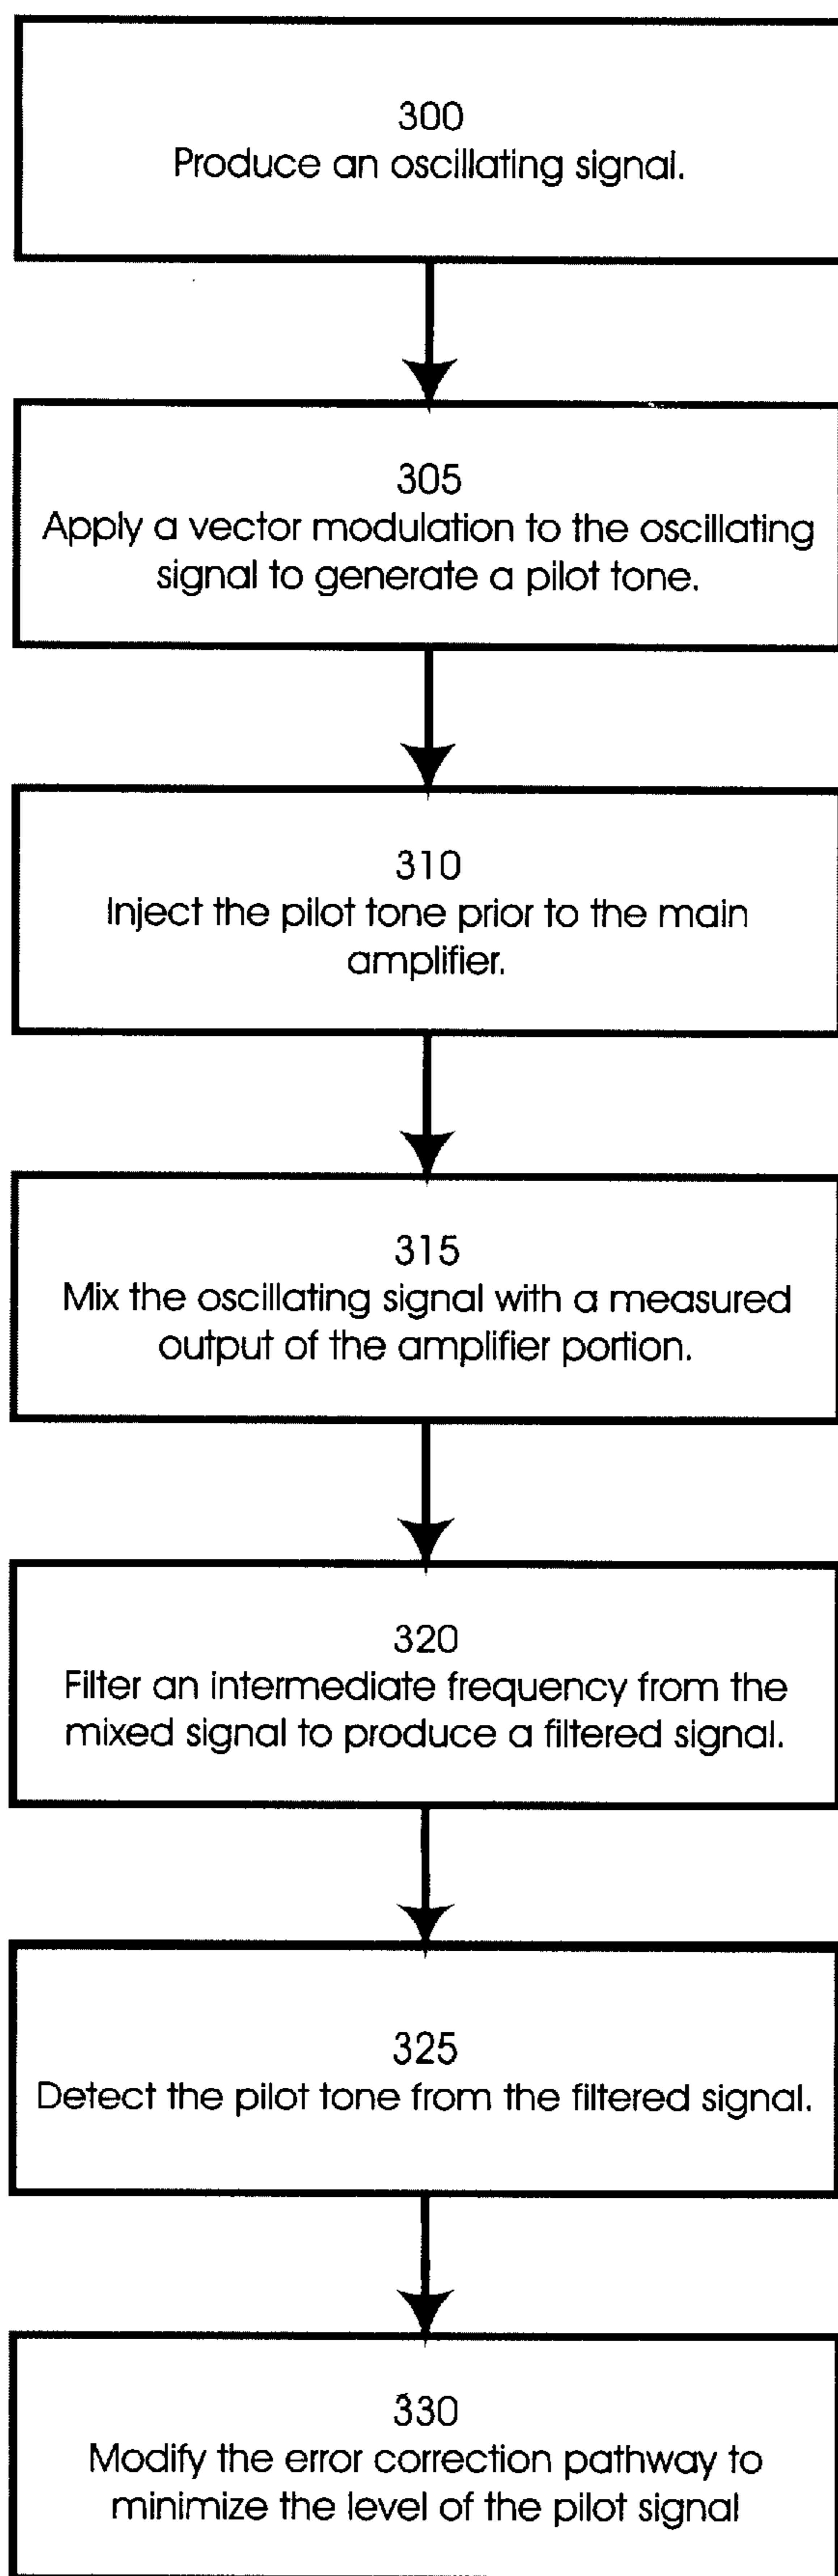 300
Produce an oscillating signal.
305
Apply a vector modulation to the oscillating
signal to generate a pilot tone.
310
Inject the pilot tone prior to the main
amplifier.
315
Mix the oscillating signal with a measured
output of the amplifier portion.
320
Filter an intermediate frequency from the
mixed signal to produce a filtered signal.
325
Detect the pilot tone from the filtered signal.
330
Modify the error correction pathway to
minimize the level of the pilot signal